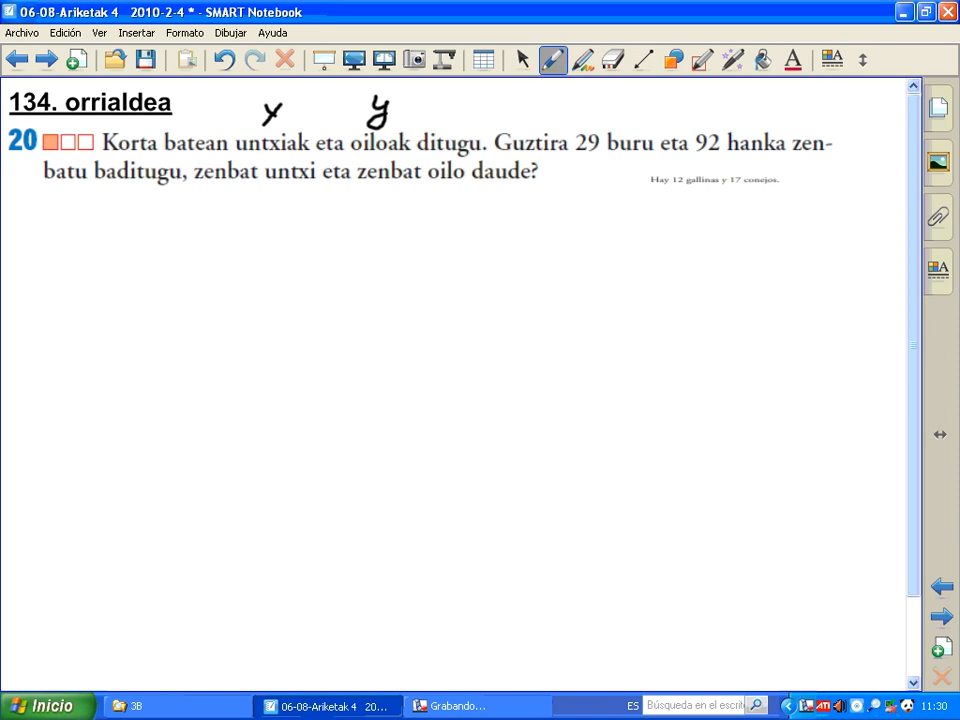 06-08-Ariketak 4 2010-2-4 * - SMART Notebook
Archivo Edición Ver Insertar Formato Dibujar Ayuda
134. orrialdea
x y
20 Korta batean untxiak eta oiloak ditugu. Guztira 29 buru eta 92 hanka zen-
batu baditugu, zenbat untxi eta zenbat oilo daude?
Hay 12 gallinas y 17 conejos.
Inicio 3B 06-08-Ariketak 4 20... Grabando... ES Búsqueda en el escrit ATI 11:30